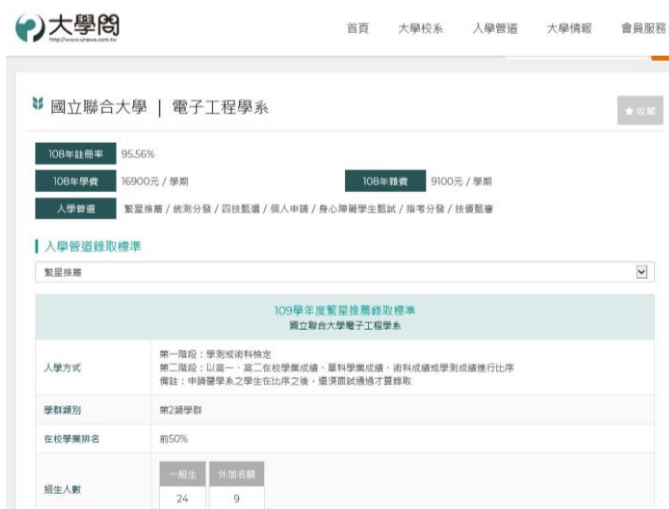 大學問
http://www.unews.com.tw
首頁 大學校系 入學管道 大學情報 會員服務
國立聯合大學 | 電子工程學系
★收藏
108年註冊率 95.56%
108年學費 16900元 / 學期 108年雜費 9100元 / 學期
入學管道 繁星推薦 / 統測分發 / 四技甄選 / 個人申請 / 身心障礙學生甄試 / 指考分發 / 技優甄審
入學管道錄取標準
繁星推薦
109學年度繁星推薦錄取標準
國立聯合大學電子工程學系
入學方式
第一階段：學測或術科檢定
第二階段：以高一、高二在校學業成績、單科學業成績、術科成績或學測成績進行比序
備註：申請醫學系之學生在比序之後，還須面試通過才算錄取
學群類別 第2類學群
在校學業排名 前50%
招生人數
一般生 外加名額
24 9